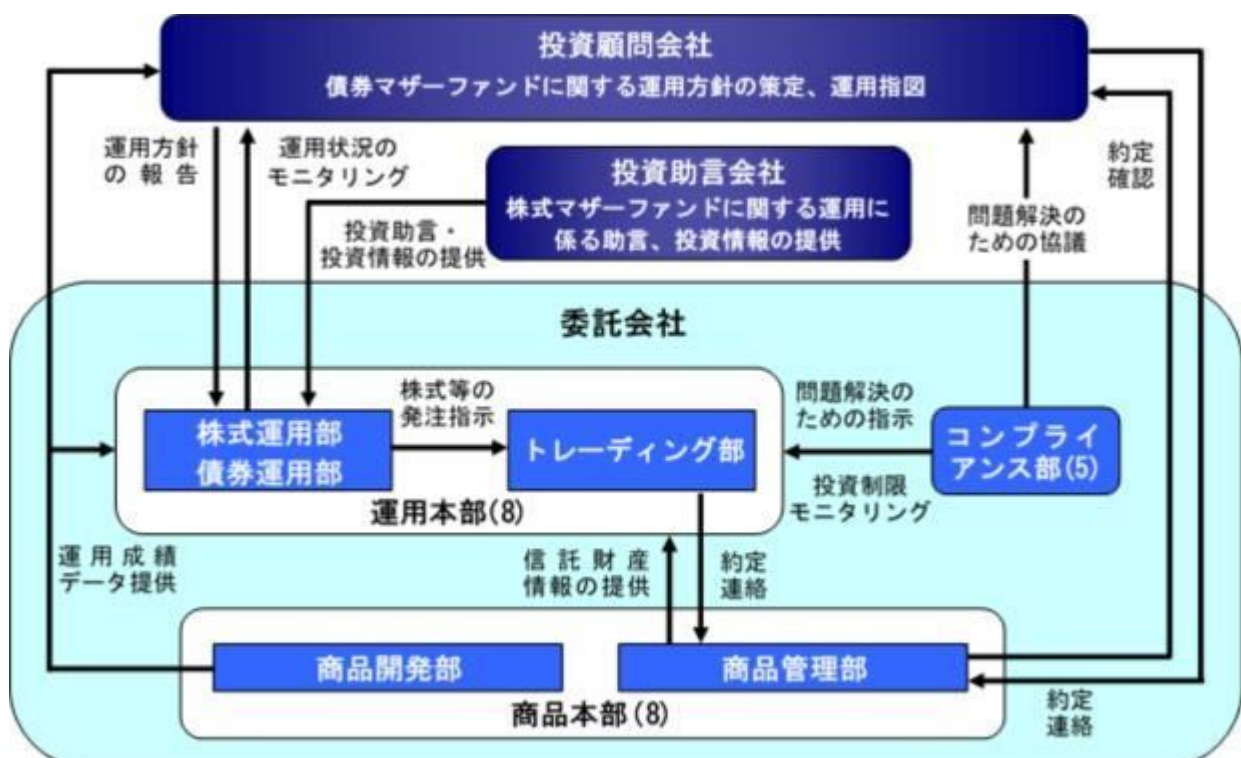 投資顧問会社
債券マザーファンドに関する運用方針の策定、運用指図
運用方針
の報告
運用状況の
モニタリング
投資助言会社
株式マザーファンドに関する運用に
係る助言、投資情報の提供
約定
確認
問題解決の
ための協議
投資助言・
投資情報の提供
委託会社
株式等の
発注指示
問題解決の
ための指示
株式運用部
債券運用部
トレーディング部
コンプライ
アンス部(5)
投資制限
モニタリング
運用本部(8)
運用成績
データ提供
信託財産
情報の提供
約定
連絡
商品開発部
商品管理部
商品本部(8)
約定
連絡